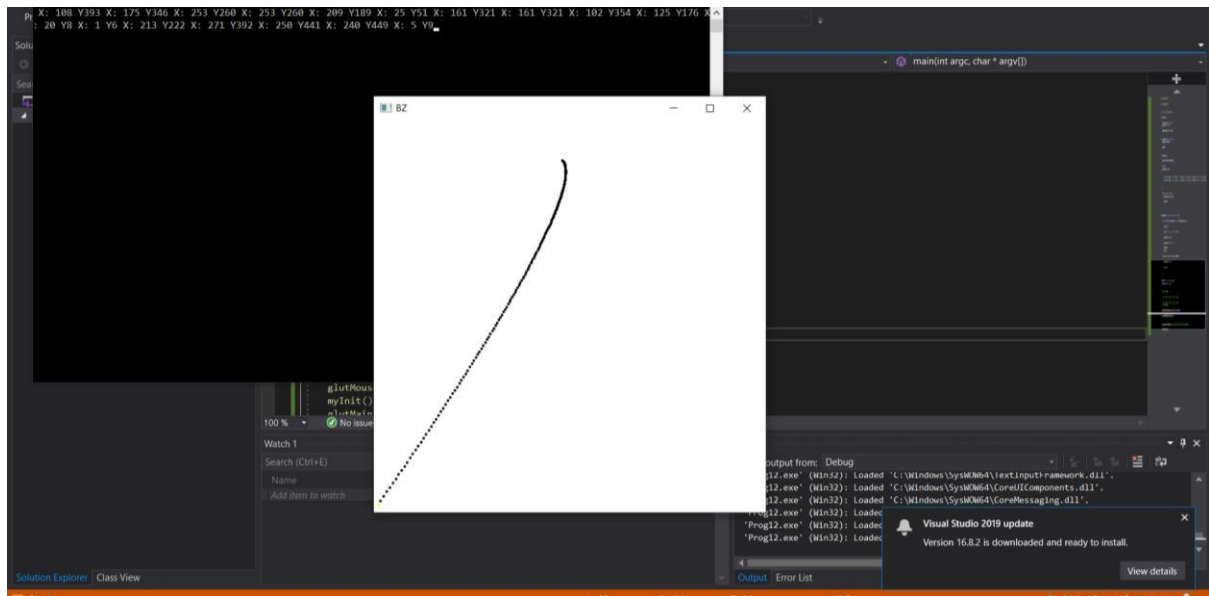 X: 108 Y393 X: 175 Y346 X: 253 Y260 X: 253 Y260 X: 209 Y189 X: 25 Y51 X: 161 Y321 X: 161 Y321 X: 102 Y354 X: 125 Y176 X
: 20 Y8 X: 1 Y6 X: 213 Y222 X: 271 Y392 X: 250 Y441 X: 240 Y449 X: 5 Y9
main(int argc, char * argv[])
BZ
glutMous
myInit()
glutMain
100 %
No issue
Watch 1
Search (Ctrl+E)
Name
Add item to watch
output from: Debug
g12.exe' (Win32): Loaded 'C:\Windows\SysWOW64\TextInputFramework.dll'.
g12.exe' (Win32): Loaded 'C:\Windows\SysWOW64\CoreUIComponents.dll'.
g12.exe' (Win32): Loaded 'C:\Windows\SysWOW64\CoreMessaging.dll'.
'Prog12.exe' (Win32): Loaded
'Prog12.exe' (Win32): Loaded
'Prog12.exe' (Win32): Loaded
Visual Studio 2019 update
Version 16.8.2 is downloaded and ready to install.
View details
Solution Explorer Class View
Output Error List